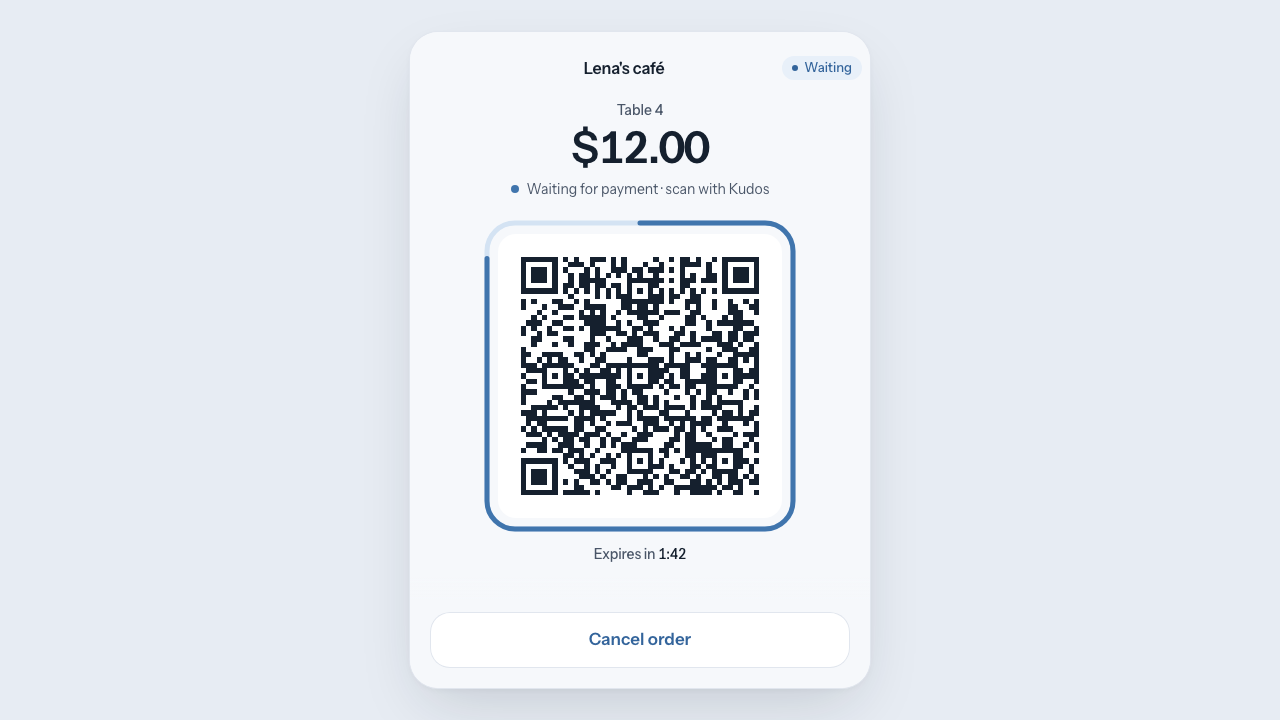 Lena's café
Waiting
Table 4
$12.00
Waiting for payment · scan with Kudos
Expires in 1:42
Cancel order